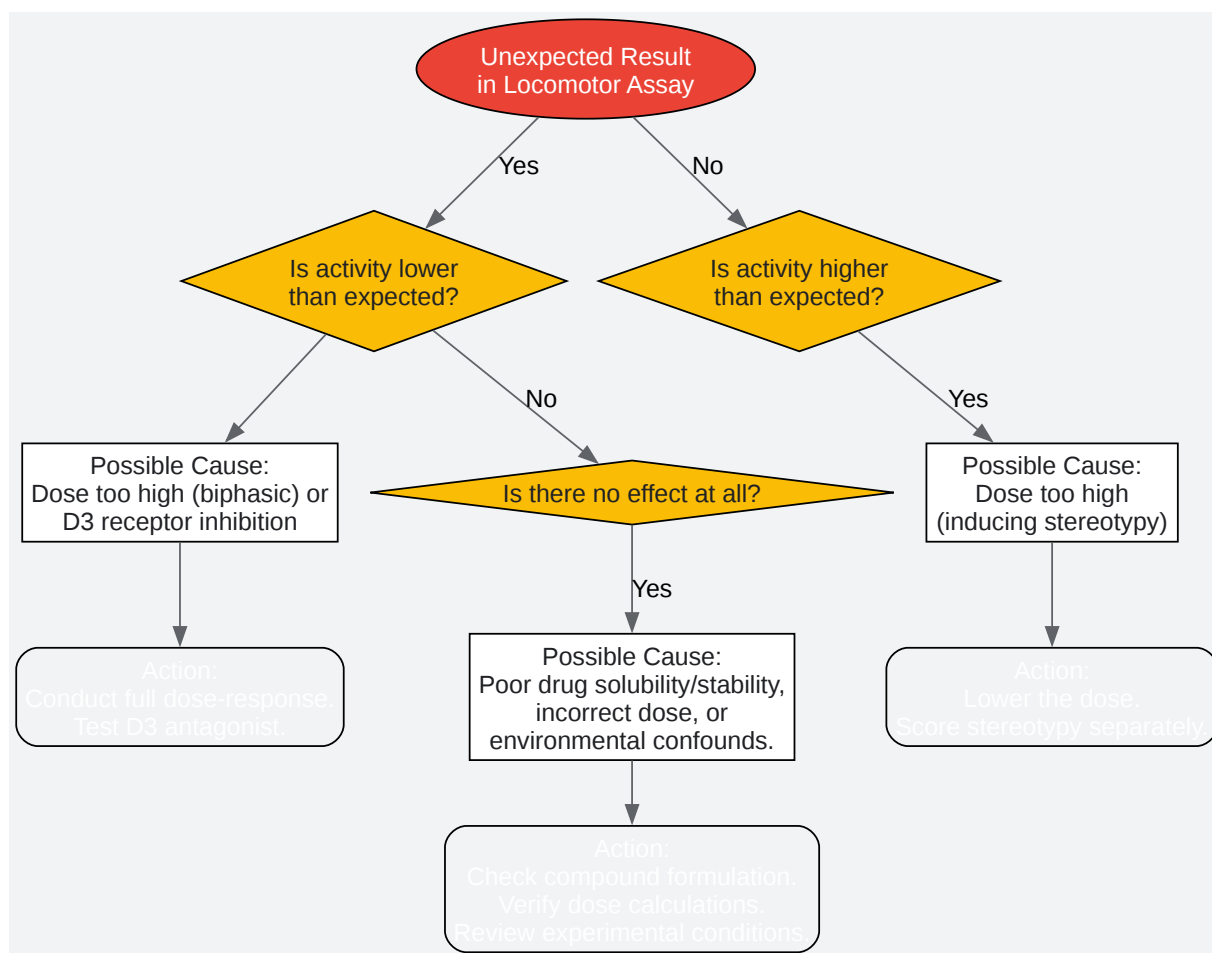 Unexpected Result
in Locomotor Assay
Yes
No
Is activity lower
than expected?
Is activity higher
than expected?
No
Yes
Possible Cause:
Dose too high (biphasic) or
D3 receptor inhibition
Is there no effect at all?
Possible Cause:
Dose too high
(inducing stereotypy)
Yes
Action:
Conduct full dose-response.
Test D3 antagonist.
Possible Cause:
Poor drug solubility/stability,
incorrect dose, or
environmental confounds.
Action:
Lower the dose.
Score stereotypy separately.
Action:
Check compound formulation.
Verify dose calculations.
Review experimental conditions.